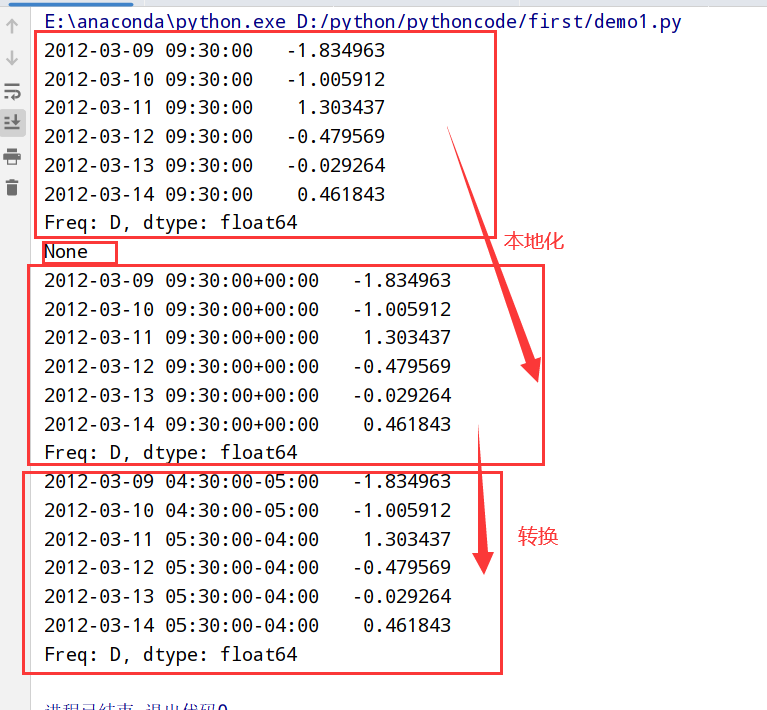 E:\anaconda\python.exe D:/python/pythoncode/first/demo1.py
2012-03-09 09:30:00   -1.834963
2012-03-10 09:30:00   -1.005912
2012-03-11 09:30:00    1.303437
2012-03-12 09:30:00   -0.479569
2012-03-13 09:30:00   -0.029264
2012-03-14 09:30:00    0.461843
Freq: D, dtype: float64
本地化
None
2012-03-09 09:30:00+00:00   -1.834963
2012-03-10 09:30:00+00:00   -1.005912
2012-03-11 09:30:00+00:00    1.303437
2012-03-12 09:30:00+00:00   -0.479569
2012-03-13 09:30:00+00:00   -0.029264
2012-03-14 09:30:00+00:00    0.461843
Freq: D, dtype: float64
2012-03-09 04:30:00-05:00   -1.834963
2012-03-10 04:30:00-05:00   -1.005912
2012-03-11 05:30:00-04:00    1.303437
转换
2012-03-12 05:30:00-04:00   -0.479569
2012-03-13 05:30:00-04:00   -0.029264
2012-03-14 05:30:00-04:00    0.461843
Freq: D, dtype: float64
进程已结束,退出代码0